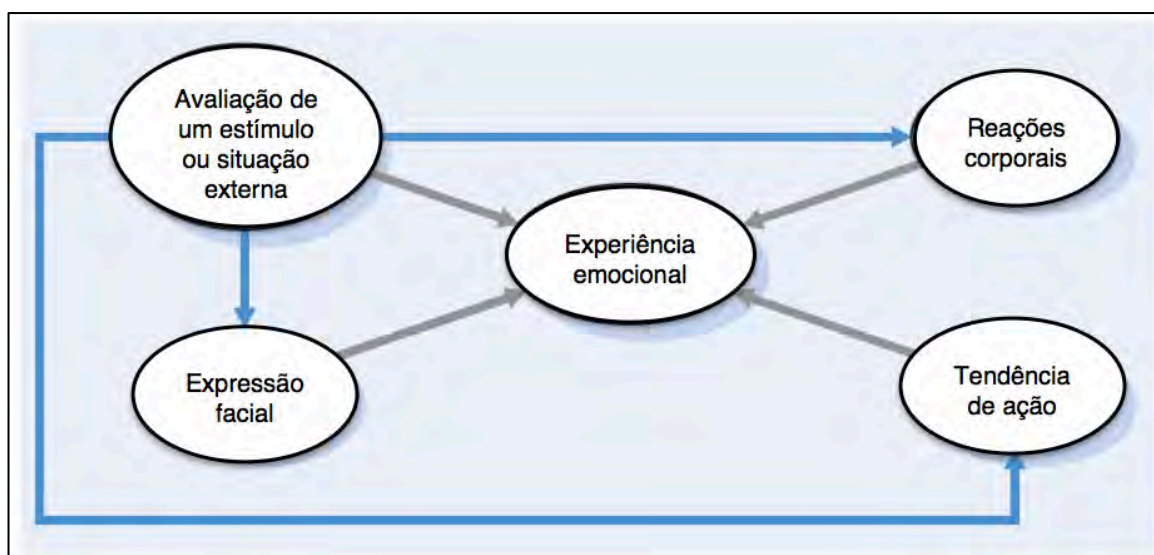 Avaliação de
um estímulo
ou situação
externa
Reações
corporais
Experiência
emocional
Expressão
facial
Tendência
de ação